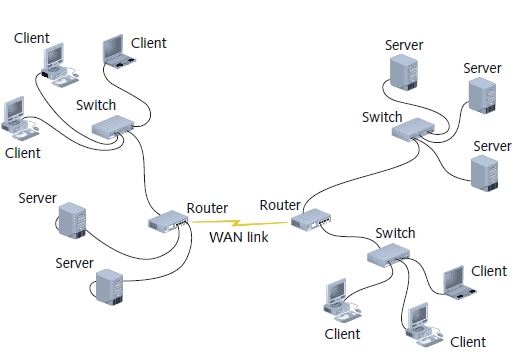 Client
Client
Server
Server
Switch
Switch
Client
Server
Server
Router
Router
WAN link
Switch
Server
Client
Client
Client